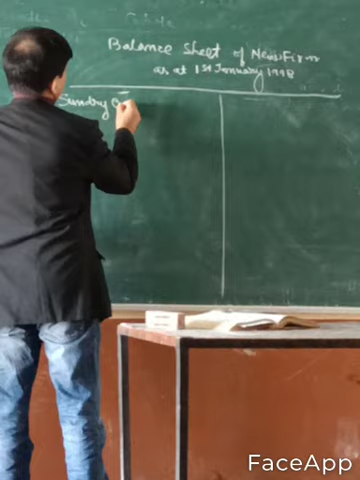 Balance Sheet of New Firm
as at 1st January 1998
Sundry
FaceApp